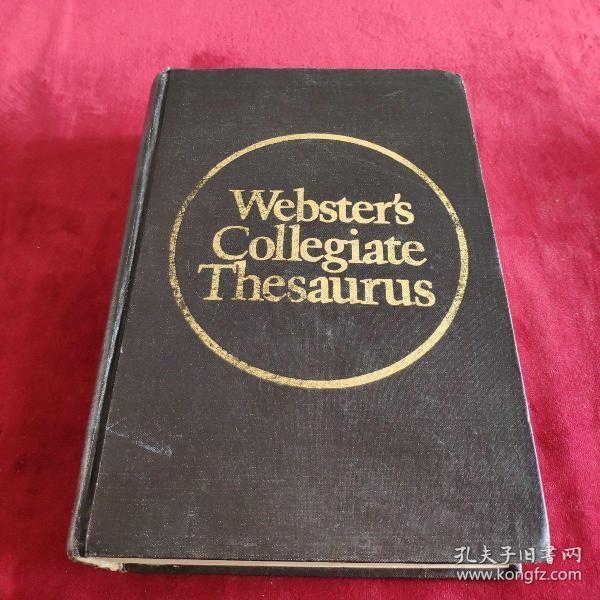 Webster's
Collegiate
Thesaurus
孔夫子旧书网
www.kongfz.com